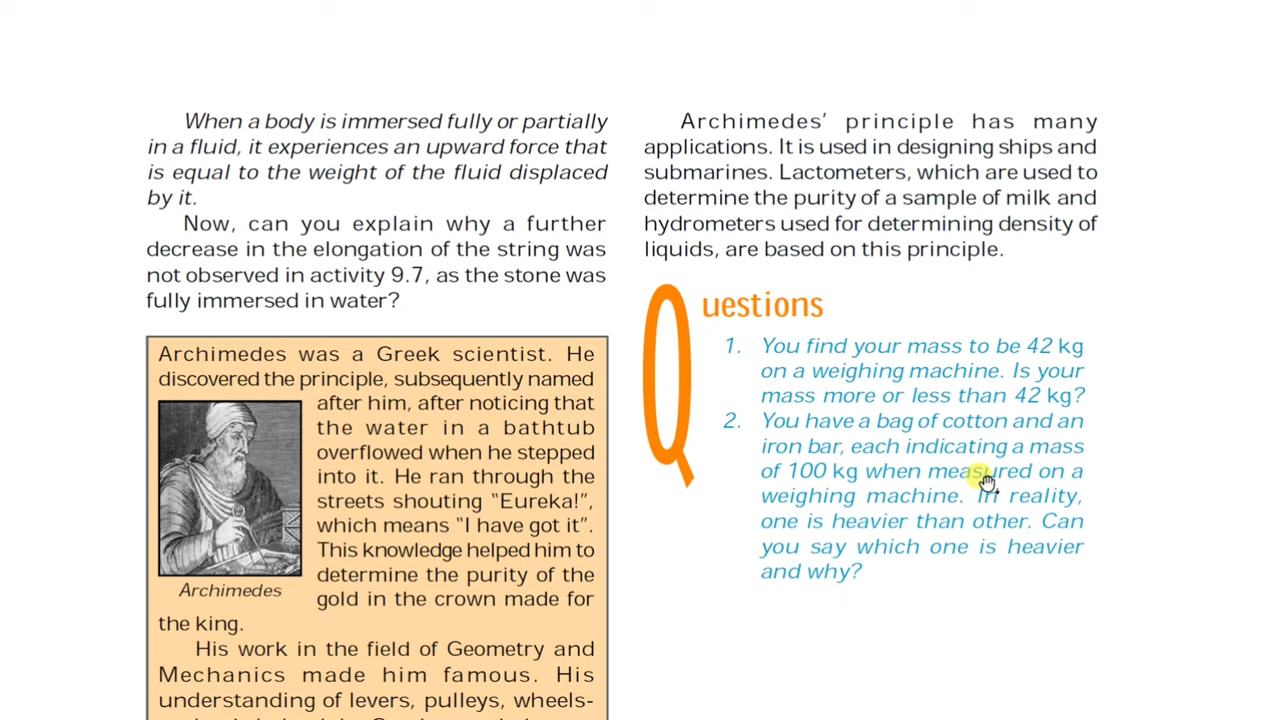 When a body is immersed fully or partially
in a fluid, it experiences an upward force that
is equal to the weight of the fluid displaced
by it.
Now, can you explain why a further
decrease in the elongation of the string was
not observed in activity 9.7, as the stone was
fully immersed in water?
Archimedes was a Greek scientist. He
discovered the principle, subsequently named
after him, after noticing that
the water in a bathtub
overflowed when he stepped
into it. He ran through the
streets shouting “Eureka!”,
which means “I have got it”.
This knowledge helped him to
determine the purity of the
gold in the crown made for
the king.
Archimedes
His work in the field of Geometry and
Mechanics made him famous. His
understanding of levers, pulleys, wheels-
Archimedes’ principle has many
applications. It is used in designing ships and
submarines. Lactometers, which are used to
determine the purity of a sample of milk and
hydrometers used for determining density of
liquids, are based on this principle.
Questions
1. You find your mass to be 42 kg
on a weighing machine. Is your
mass more or less than 42 kg?
2. You have a bag of cotton and an
iron bar, each indicating a mass
of 100 kg when measured on a
weighing machine. In reality,
one is heavier than other. Can
you say which one is heavier
and why?